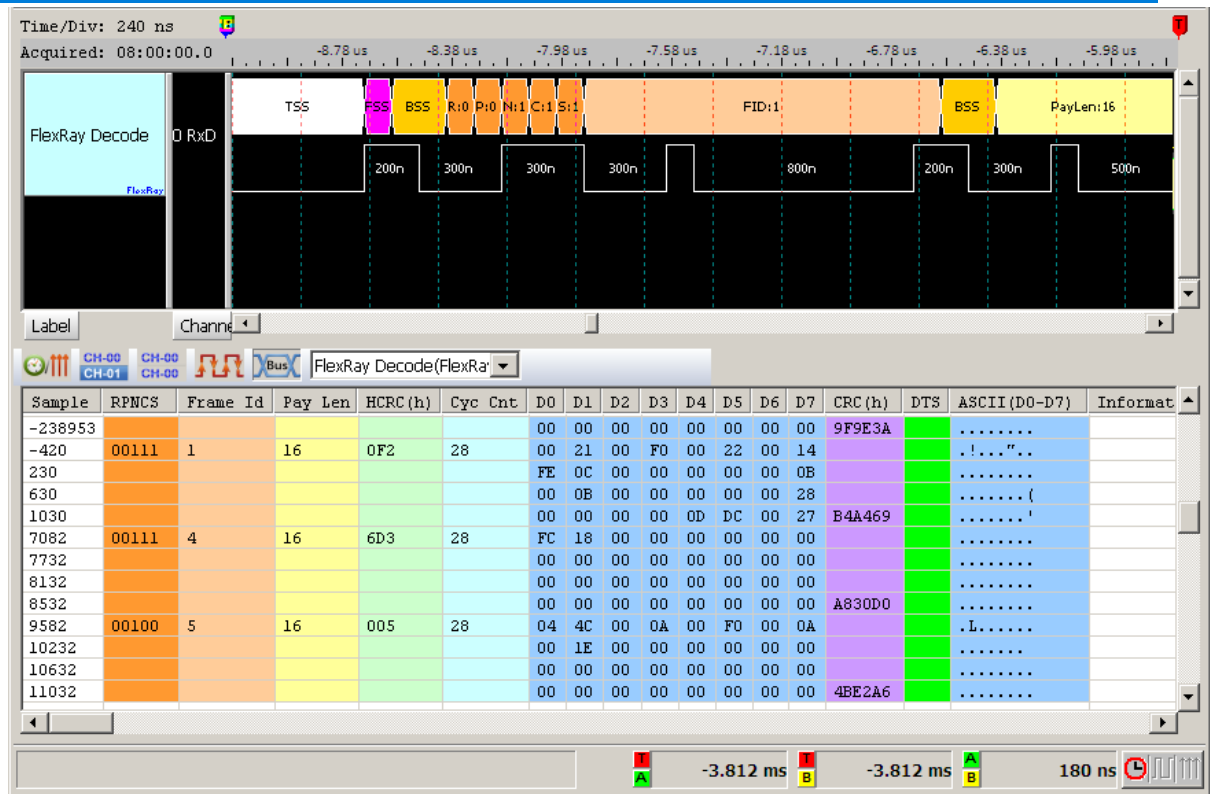 Time/Div: 240 ns
Acquired: 08:00:00.0 -8.78 us -8.38 us -7.98 us -7.58 us -7.18 us -6.78 us -6.38 us -5.98 us
T
TSS FSS BSS R:0 P:0 N:1 C:1 S:1 FID:1 BSS PayLen:16
FlexRay Decode 0 RxD
200n 300n 300n 300n 800n 200n 300n 500n
FlexRay
Label Channe
CH-00 CH-01 CH-00 CH-00 Bus FlexRay Decode(FlexRa
Sample RPNCS Frame Id Pay Len HCRC(h) Cyc Cnt D0 D1 D2 D3 D4 D5 D6 D7 CRC(h) DTS ASCII(D0-D7) Informat
-238953 00 00 00 00 00 00 00 00 9F9E3A ........
-420 00111 1 16 0F2 28 00 21 00 F0 00 22 00 14 .!...“..
230 FE 0C 00 00 00 00 00 0B ........
630 00 0B 00 00 00 00 00 28 .......(
1030 00 00 00 00 0D DC 00 27 B4A469 .......'
7082 00111 4 16 6D3 28 FC 18 00 00 00 00 00 00 ........
7732 00 00 00 00 00 00 00 00 ........
8132 00 00 00 00 00 00 00 00 ........
8532 00 00 00 00 00 00 00 00 A830D0 ........
9582 00100 5 16 005 28 04 4C 00 0A 00 F0 00 0A .L......
10232 00 1E 00 00 00 00 00 00 .......
10632 00 00 00 00 00 00 00 00 ........
11032 00 00 00 00 00 00 00 00 4BE2A6 ........
T A -3.812 ms T B -3.812 ms A B 180 ns